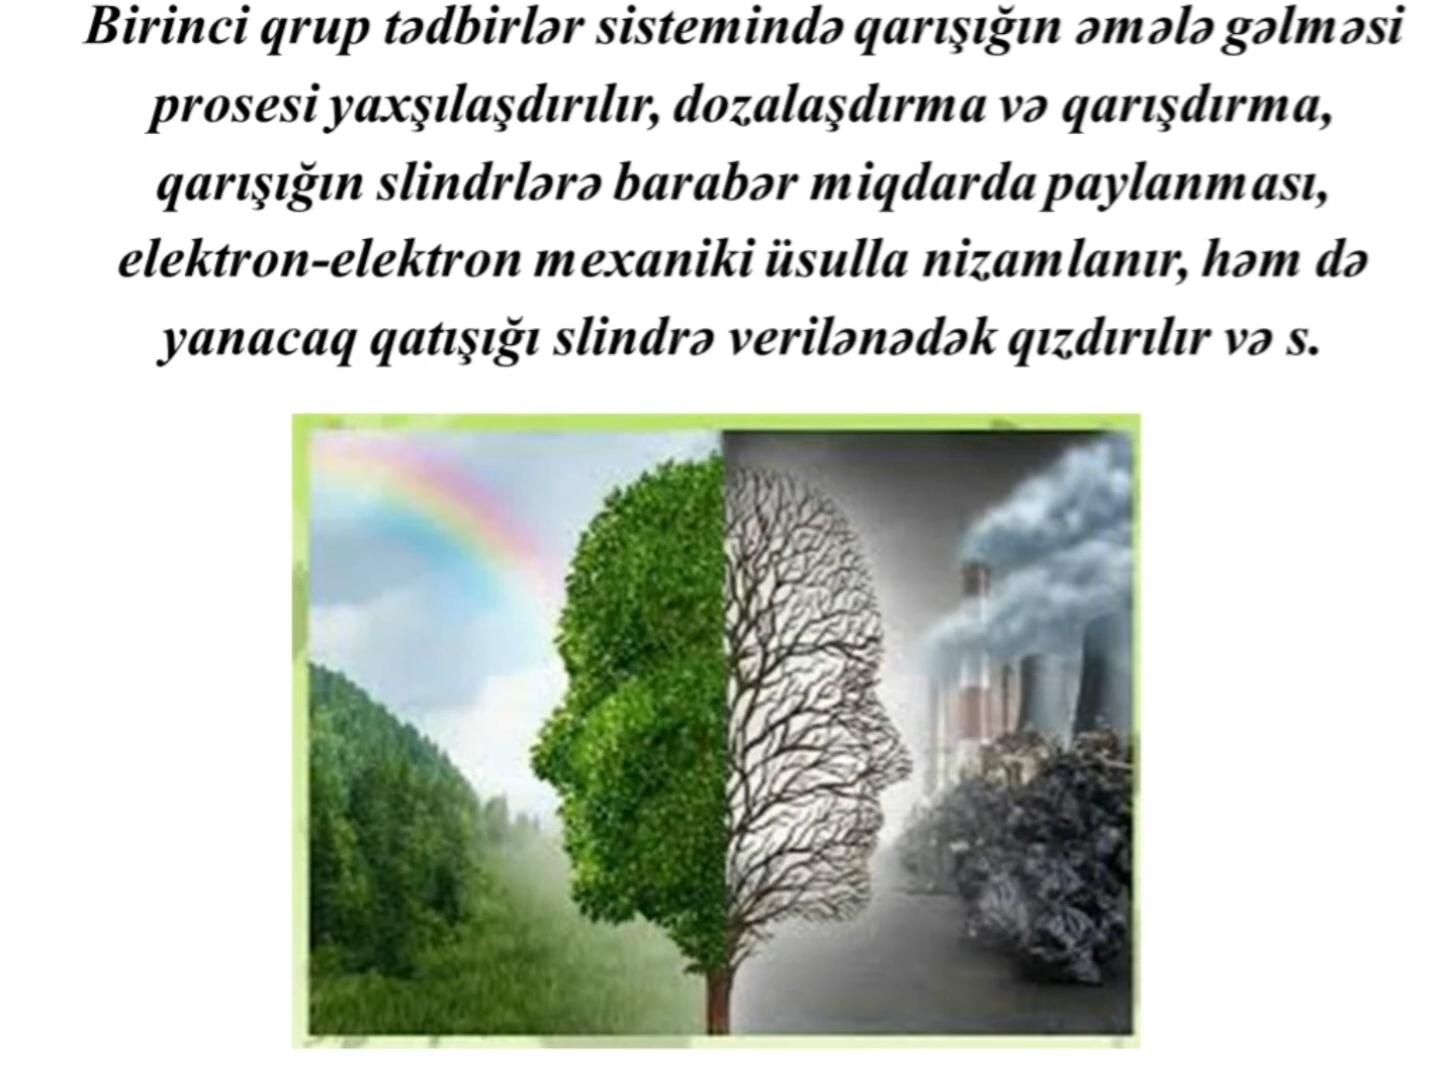 Birinci qrup tədbirlər sistemində qarışığın əmələ gəlməsi
prosesi yaxşılaşdırılır, dozalaşdırma və qarışdırma,
qarışığın slindrlərə barabər miqdarda paylanması,
elektron-elektron mexaniki üsulla nizamlanır, həm də
yanacaq qatışığı slindrə verilənədək qızdırılır və s.